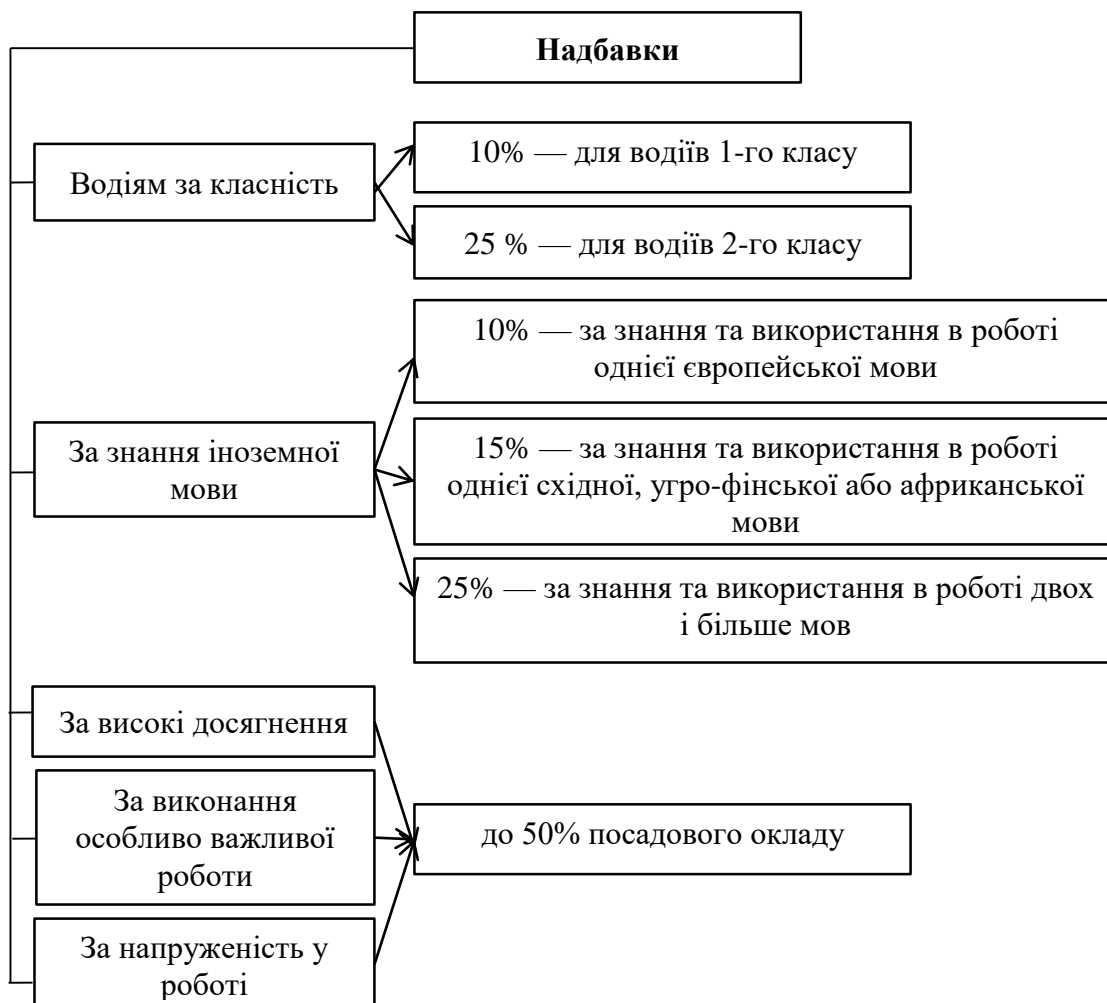 Надбавки
Водіям за класність
10% — для водіїв 1-го класу
25 % — для водіїв 2-го класу
За знання іноземної
мови
10% — за знання та використання в роботі
однієї європейської мови
15% — за знання та використання в роботі
однієї східної, угро-фінської або африканської
мови
25% — за знання та використання в роботі двох
і більше мов
За високі досягнення
За виконання
особливо важливої
роботи
За напруженість у
роботі
до 50% посадового окладу